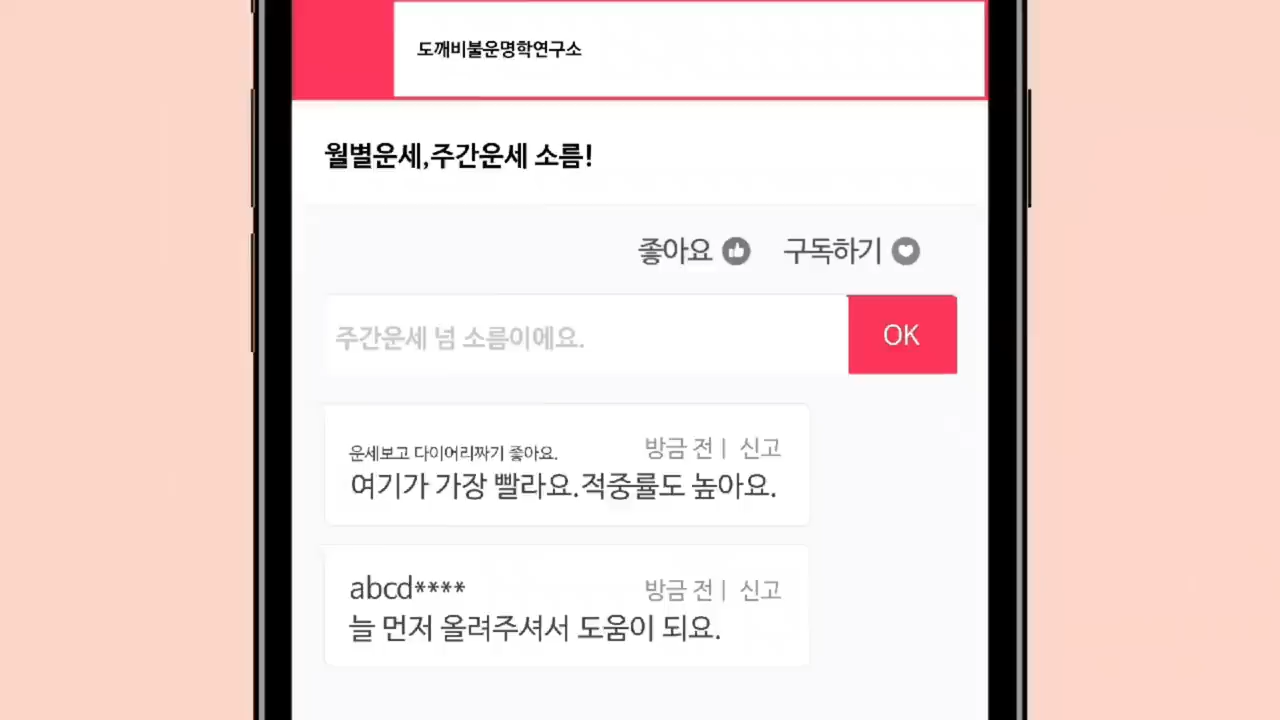 도깨비불운명학연구소
월별운세,주간운세 소름!
좋아요 구독하기
주간운세 넘 소름이에요.
OK
운세보고 다이어리짜기 좋아요.
방금 전 | 신고
여기가 가장 빨라요.적중률도 높아요.
abcd****
방금 전 | 신고
늘 먼저 올려주셔서 도움이 되요.